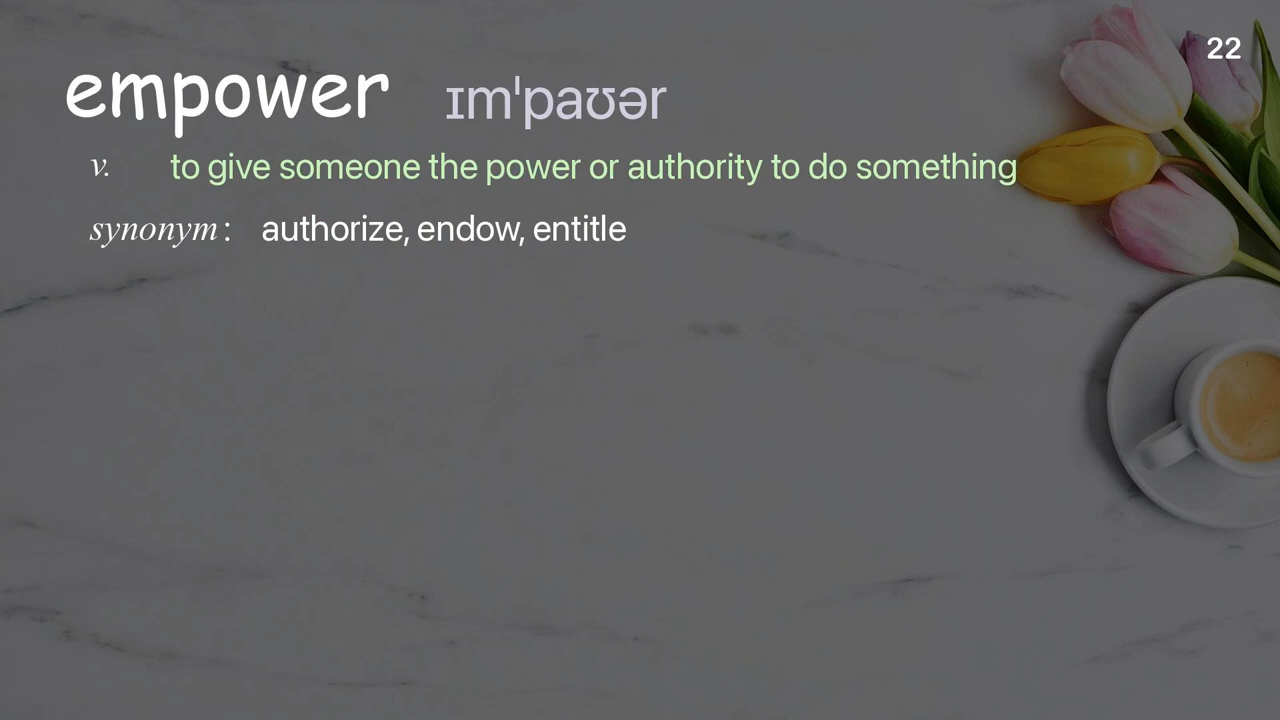 22
empower ɪmˈpaʊər
v. to give someone the power or authority to do something
synonym: authorize, endow, entitle